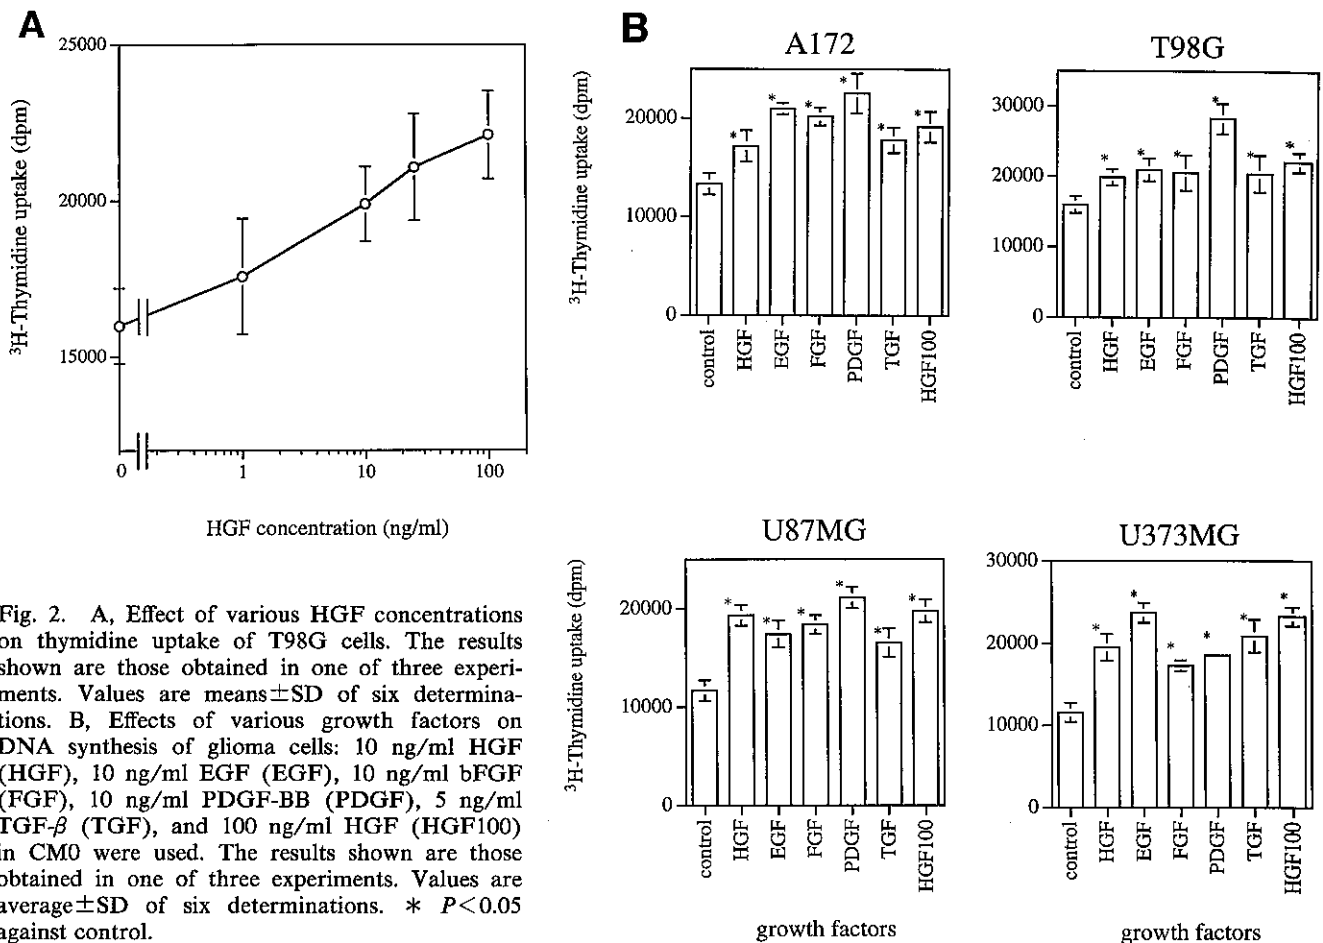 A
25000
20000
15000
³H-Thymidine uptake (dpm)
0
1
10
100
HGF concentration (ng/ml)
Fig. 2. A, Effect of various HGF concentrations
on thymidine uptake of T98G cells. The results
shown are those obtained in one of three experi-
ments. Values are means±SD of six determina-
tions. B, Effects of various growth factors on
DNA synthesis of glioma cells: 10 ng/ml HGF
(HGF), 10 ng/ml EGF (EGF), 10 ng/ml bFGF
(FGF), 10 ng/ml PDGF-BB (PDGF), 5 ng/ml
TGF-β (TGF), and 100 ng/ml HGF (HGF100)
in CM0 were used. The results shown are those
obtained in one of three experiments. Values are
average±SD of six determinations. * P<0.05
against control.
B
A172
³H-Thymidine uptake (dpm)
20000
10000
0
* * * * * *
control
HGF
EGF
FGF
PDGF
TGF
HGF100
T98G
30000
20000
10000
0
* * * * * *
control
HGF
EGF
FGF
PDGF
TGF
HGF100
U87MG
³H-Thymidine uptake (dpm)
20000
10000
0
* * * * * *
control
HGF
EGF
FGF
PDGF
TGF
HGF100
growth factors
U373MG
30000
20000
10000
0
* * * * * *
control
HGF
EGF
FGF
PDGF
TGF
HGF100
growth factors